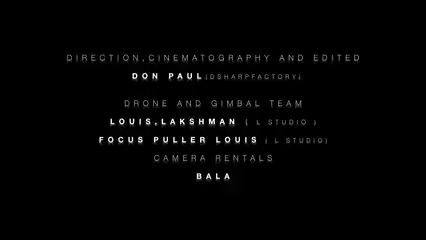 DIRECTION,CINEMATOGRAPHY AND EDITED
DON PAUL(DSHARPFACTORY)
DRONE AND GIMBAL TEAM
LOUIS,LAKSHMAN ( L STUDIO )
FOCUS PULLER LOUIS ( L STUDIO)
CAMERA RENTALS
BALA